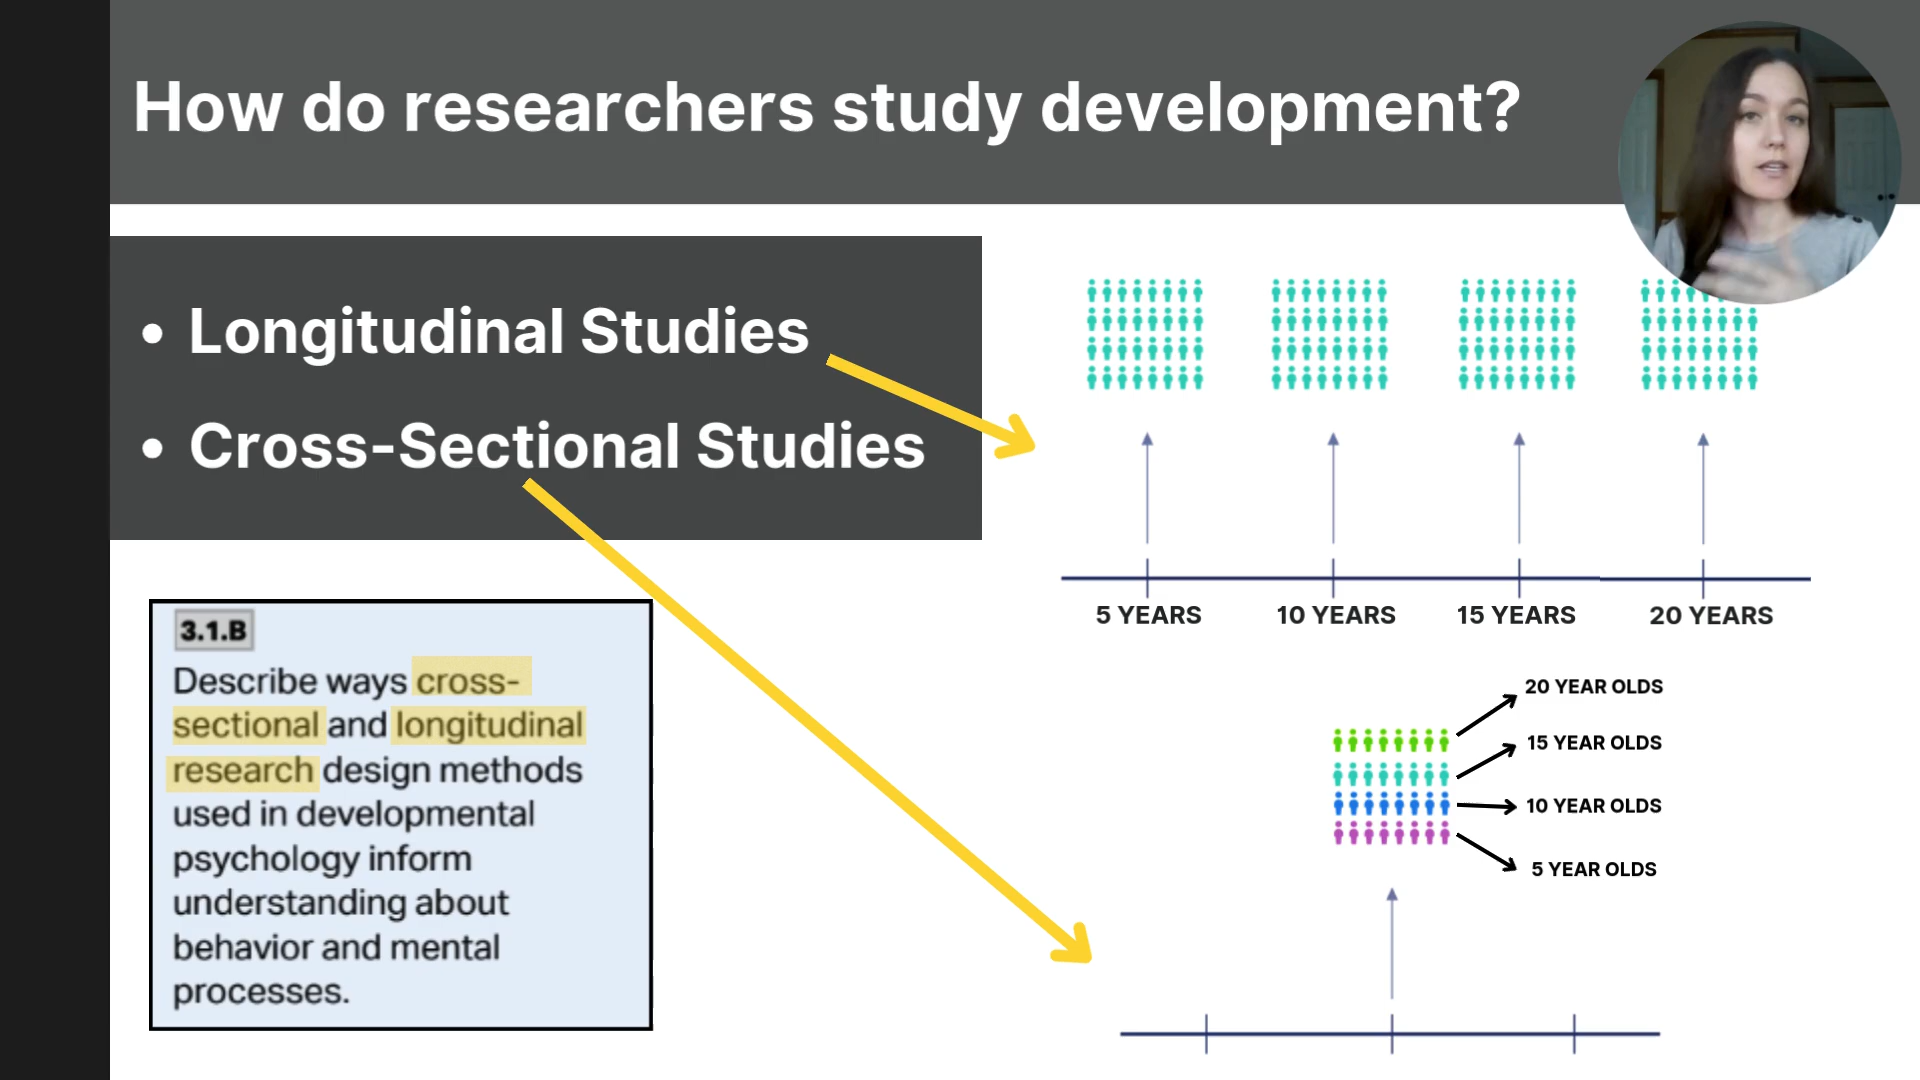 How do researchers study development?
• Longitudinal Studies
• Cross-Sectional Studies
3.1.B
Describe ways cross-
sectional and longitudinal
research design methods
used in developmental
psychology inform
understanding about
behavior and mental
processes.
5 YEARS
10 YEARS
15 YEARS
20 YEARS
20 YEAR OLDS
15 YEAR OLDS
10 YEAR OLDS
5 YEAR OLDS